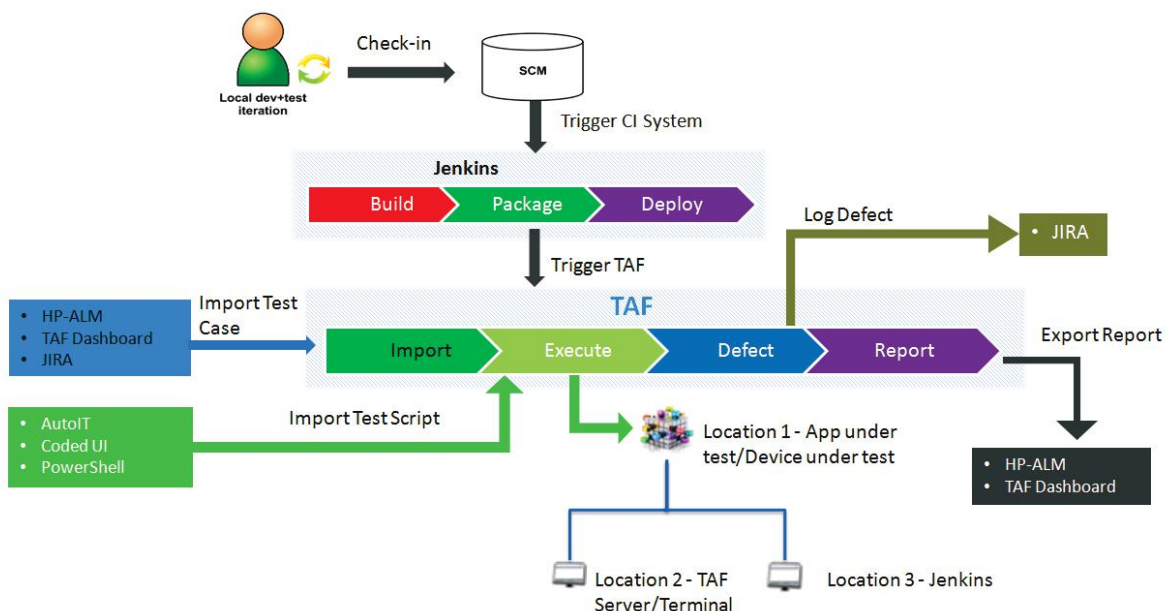 Check-in
SCM
Local dev+test
iteration
Trigger CI System
Jenkins
Build
Package
Deploy
Log Defect
• JIRA
Trigger TAF
TAF
Import Test
Case
• HP-ALM
• TAF Dashboard
• JIRA
Import
Execute
Defect
Report
Export Report
• AutoIT
• Coded UI
• PowerShell
Import Test Script
Location 1 - App under
test/Device under test
• HP-ALM
• TAF Dashboard
Location 2 - TAF
Server/Terminal
Location 3 - Jenkins